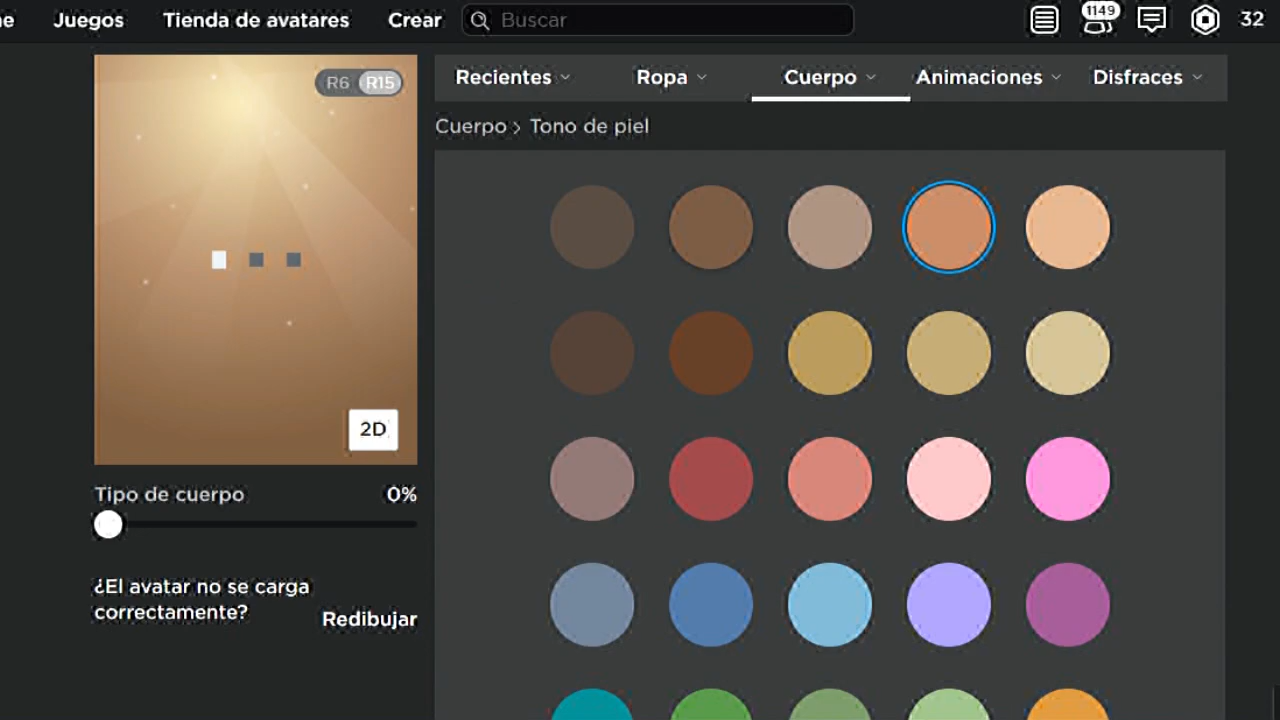 e Juegos Tienda de avatares Crear Buscar 1149 32
R6 R15
Recientes Ropa Cuerpo Animaciones Disfraces
Cuerpo > Tono de piel
2D
Tipo de cuerpo 0%
¿El avatar no se carga
correctamente?
Redibujar